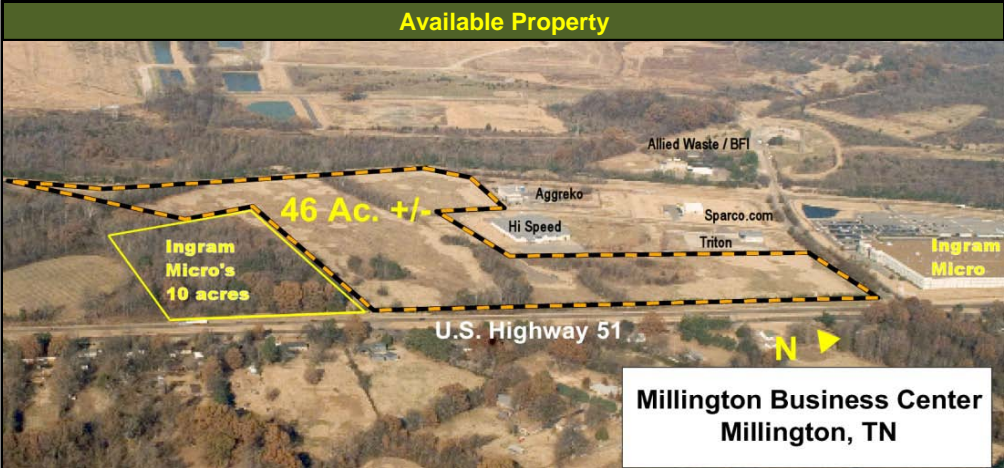 Available Property
Allied Waste / BFI
Aggreko
46 Ac. +/-
Sparco.com
Hi Speed
Triton
Ingram
Micro's
10 acres
Ingram
Micro
U.S. Highway 51
N
Millington Business Center
Millington, TN